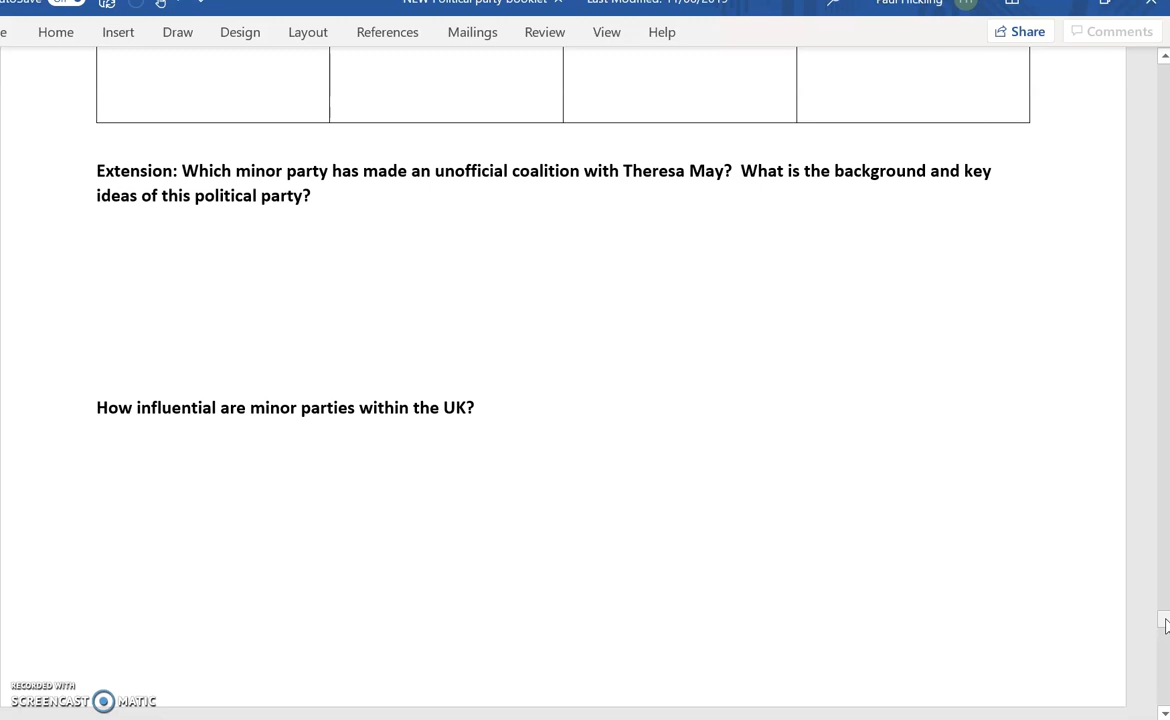 Home Insert Draw Design Layout References Mailings Review View Help Share Comments
Extension: Which minor party has made an unofficial coalition with Theresa May? What is the background and key
ideas of this political party?
How influential are minor parties within the UK?
RECORDED WITH
SCREENCAST MATIC